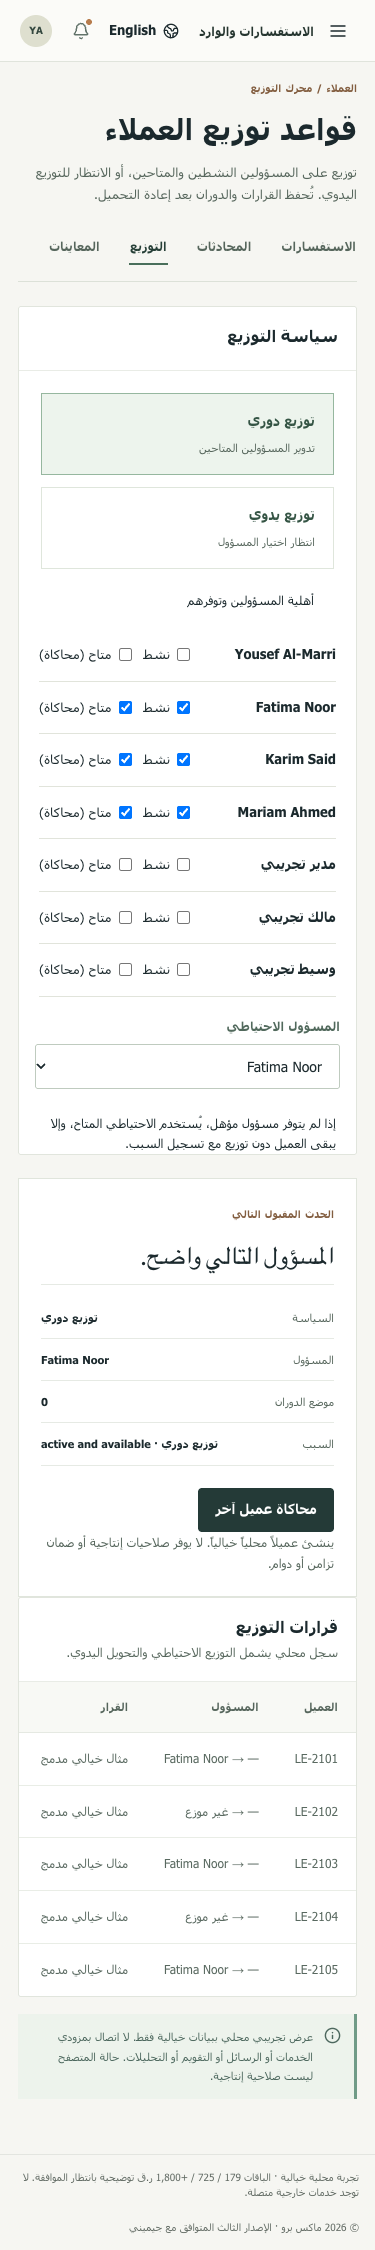 الاستفسارات والوارد
English
YA
العملاء / محرك التوزيع
قواعد توزيع العملاء
توزيع على المسؤولين النشطين والمتاحين، أو الانتظار للتوزيع
اليدوي. تُحفظ القرارات والدوران بعد إعادة التحميل.
الاستفسارات المحادثات التوزيع المعاينات
سياسة التوزيع
توزيع دوري
تدوير المسؤولين المتاحين
توزيع يدوي
انتظار اختيار المسؤول
أهلية المسؤولين وتوفرهم
Yousef Al-Marri نشط متاح (محاكاة)
Fatima Noor نشط متاح (محاكاة)
Karim Said نشط متاح (محاكاة)
Mariam Ahmed نشط متاح (محاكاة)
مدير تجريبي نشط متاح (محاكاة)
مالك تجريبي نشط متاح (محاكاة)
وسيط تجريبي نشط متاح (محاكاة)
المسؤول الاحتياطي
Fatima Noor
إذا لم يتوفر مسؤول مؤهل، يُستخدم الاحتياطي المتاح، وإلا
يبقى العميل دون توزيع مع تسجيل السبب.
الحدث المقبول التالي
المسؤول التالي واضح.
السياسة توزيع دوري
المسؤول Fatima Noor
موضع الدوران 0
السبب توزيع دوري · active and available
محاكاة عميل آخر
ينشئ عميلاً محلياً خيالياً. لا يوفر صلاحيات إنتاجية أو ضمان
تزامن أو دوام.
قرارات التوزيع
سجل محلي يشمل التوزيع الاحتياطي والتحويل اليدوي.
العميل المسؤول القرار
LE-2101 — → Fatima Noor مثال خيالي مدمج
LE-2102 — → غير موزع مثال خيالي مدمج
LE-2103 — → Fatima Noor مثال خيالي مدمج
LE-2104 — → غير موزع مثال خيالي مدمج
LE-2105 — → Fatima Noor مثال خيالي مدمج
عرض تجريبي محلي ببيانات خيالية فقط. لا اتصال بمزودي
الخدمات أو الرسائل أو التقويم أو التحليلات. حالة المتصفح
ليست صلاحية إنتاجية.
تجربة محلية خيالية · الباقات 179 / 725 / +1,800 ر.ق توضيحية بانتظار الموافقة. لا
توجد خدمات خارجية متصلة.
© 2026 ماكس برو · الإصدار الثالث المتوافق مع جيميني